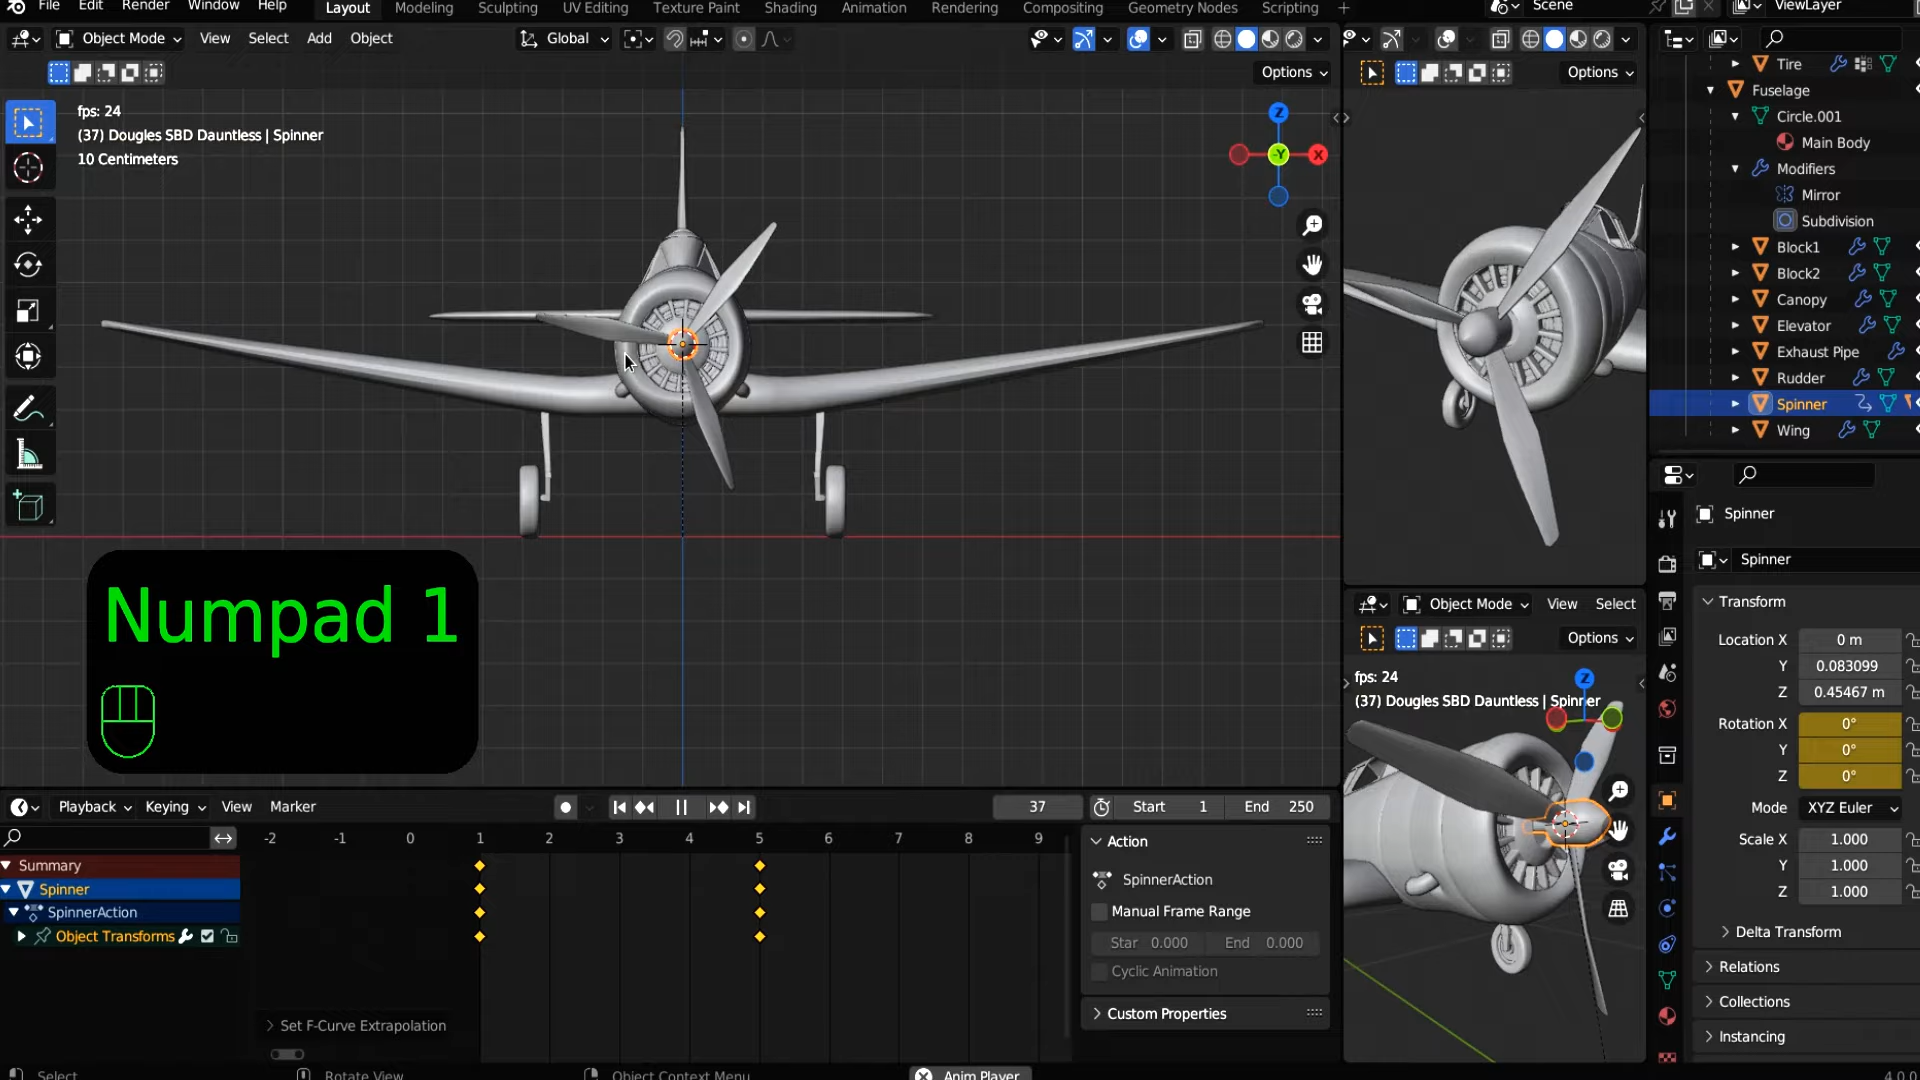 File Edit Render Window Help Layout Modeling Sculpting UV Editing Texture Paint Shading Animation Rendering Compositing Geometry Nodes Scripting + Scene ViewLayer
Object Mode View Select Add Object Global
Options
Options
fps: 24
(37) Dougles SBD Dauntless | Spinner
10 Centimeters
Z
-Y
X
Tire
Fuselage
Circle.001
Main Body
Modifiers
Mirror
Subdivision
Block1
Block2
Canopy
Elevator
Exhaust Pipe
Rudder
Spinner
Wing
Numpad 1
Object Mode View Select
Options
fps: 24
(37) Dougles SBD Dauntless | Spinner
Z
Spinner
Spinner
Transform
Location X 0 m
Y 0.083099
Z 0.45467 m
Rotation X 0°
Y 0°
Z 0°
Mode XYZ Euler
Scale X 1.000
Y 1.000
Z 1.000
Delta Transform
Relations
Collections
Instancing
Playback Keying View Marker 37 Start 1 End 250
-2 -1 0 1 2 3 4 5 6 7 8 9
Summary
Spinner
SpinnerAction
Object Transforms
Set F-Curve Extrapolation
Action
SpinnerAction
Manual Frame Range
Star 0.000 End 0.000
Cyclic Animation
Custom Properties
Select Rotate View Object Context Menu Anim Player 4.0.0